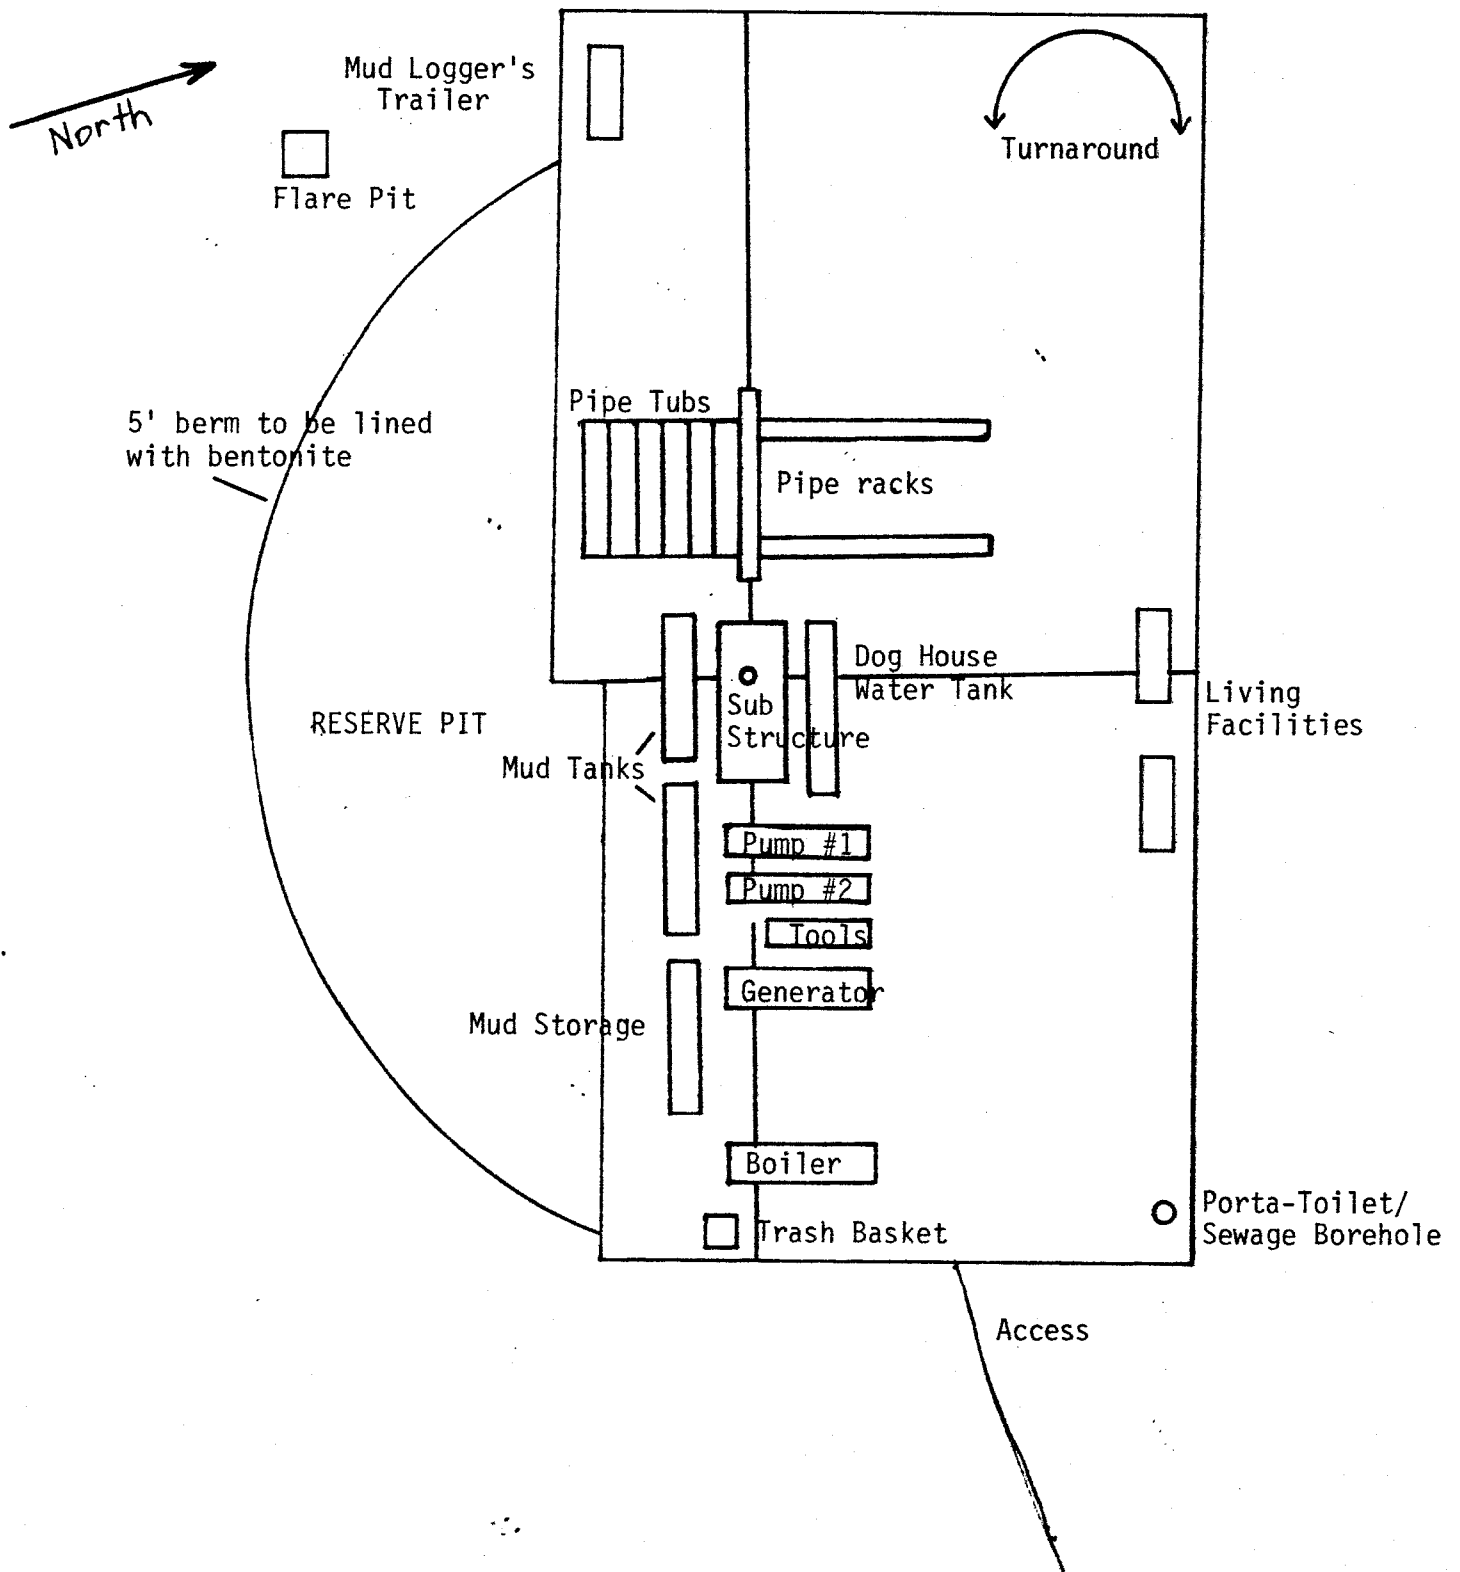 Mud Logger's
Trailer
North
Flare Pit
Turnaround
5' berm to be lined
with bentonite
Pipe Tubs
Pipe racks
Dog House
Water Tank
Sub
Structure
Living
Facilities
RESERVE PIT
Mud Tanks
Pump #1
Pump #2
Tools
Generator
Mud Storage
Boiler
Trash Basket
Porta-Toilet/
Sewage Borehole
Access